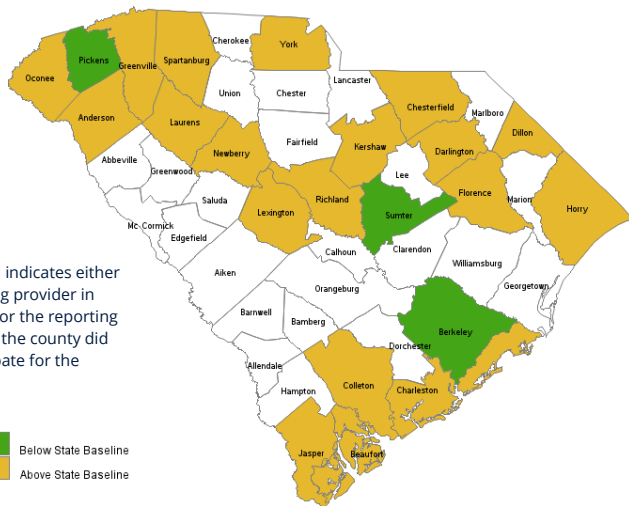 Cherokee
York
Spartanburg
Pickens
Greenville
Oconee
Lancaster
Union
Chester
Chesterfield
Marlboro
Anderson
Laurens
Dillon
Fairfield
Kershaw
Darlington
Newberry
Abbeville
Greenwood
Lee
Florence
Saluda
Richland
Marion
Horry
Lexington
Sumter
Mc Cormick
Edgefield
Calhoun
Clarendon
Williamsburg
Aiken
Georgetown
Orangeburg
Barnwell
Bamberg
Berkeley
Dorchester
Allendale
Colleton
Charleston
Hampton
Jasper
Beaufort
indicates either
g provider in
or the reporting
the county did
pate for the
Below State Baseline
Above State Baseline